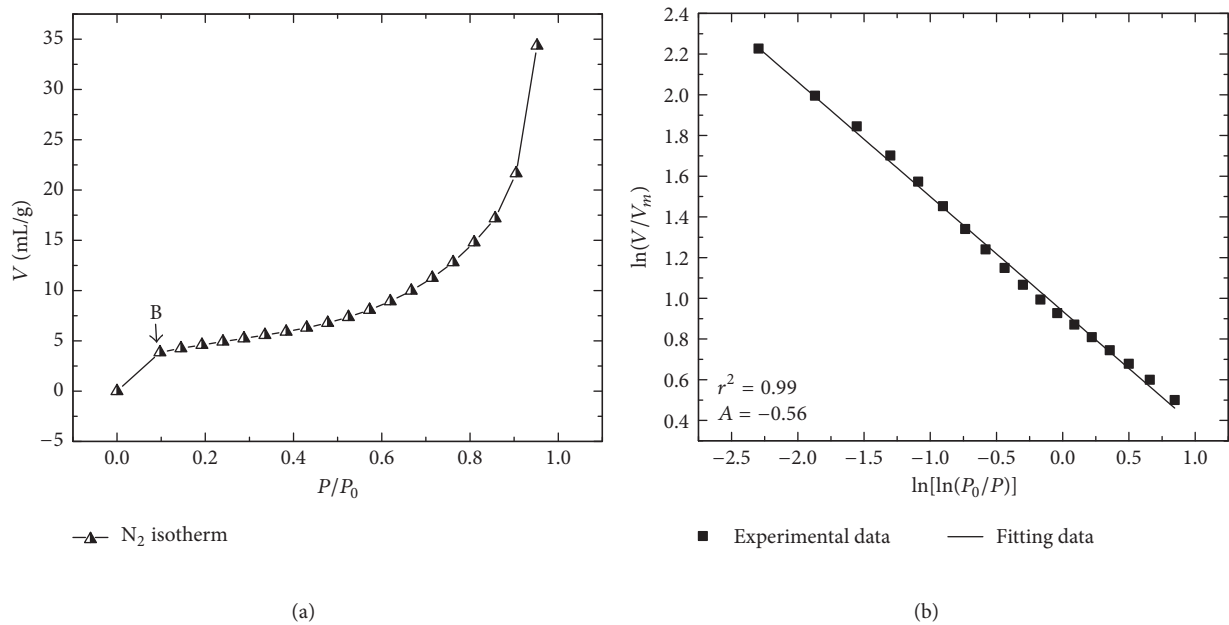 35
30
25
20
15
10
5
0
−5
V (mL/g)
B
0.0 0.2 0.4 0.6 0.8 1.0
P/P₀
N₂ isotherm
(a)
2.4
2.2
2.0
1.8
1.6
1.4
1.2
1.0
0.8
0.6
0.4
ln(V/Vₘ)
r² = 0.99
A = −0.56
−2.5 −2.0 −1.5 −1.0 −0.5 0.0 0.5 1.0
ln[ln(P₀/P)]
Experimental data Fitting data
(b)